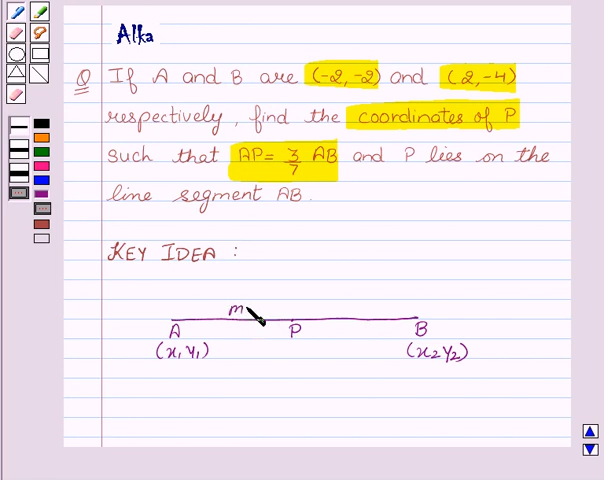 Alka
Q If A and B are (-2,-2) and (2,-4)
respectively, find the coordinates of P
such that AP = 3/7 AB and P lies on the
line segment AB.
KEY IDEA :
m
A P B
(x, y₁) (x₂ y₂)